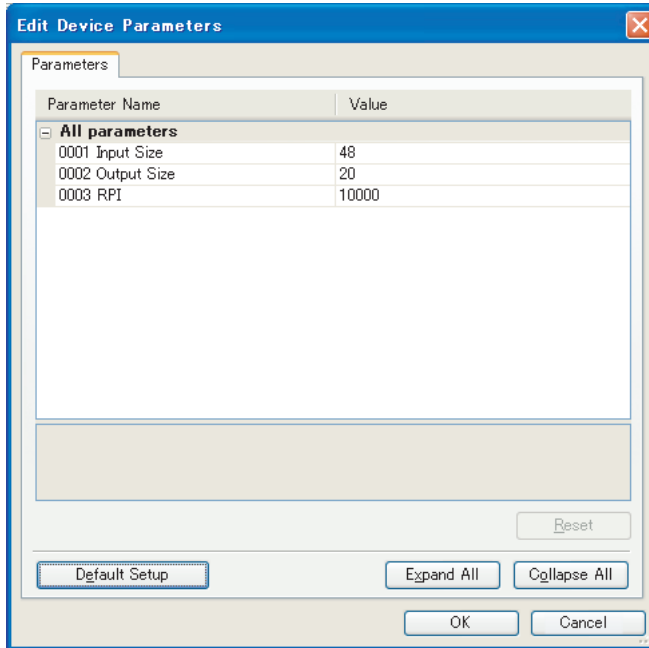 Edit Device Parameters
Parameters
Parameter Name Value
All parameters
0001 Input Size 48
0002 Output Size 20
0003 RPI 10000
Reset
Default Setup Expand All Collapse All
OK Cancel